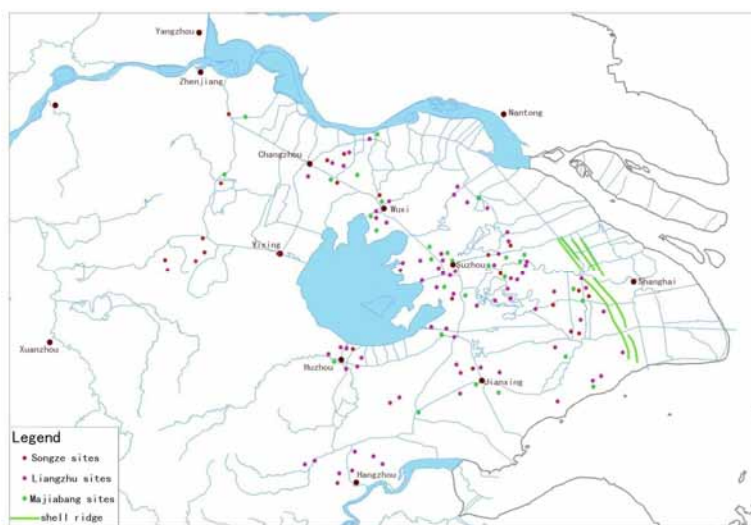 Yangzhou
Zhenjiang
Nantong
Changzhou
Wuxi
Yixing
Suzhou
Shanghai
Xuanzhou
Huzhou
Jianxing
Hangzhou
Legend
Songze sites
Liangzhu sites
Majiabang sites
shell ridge